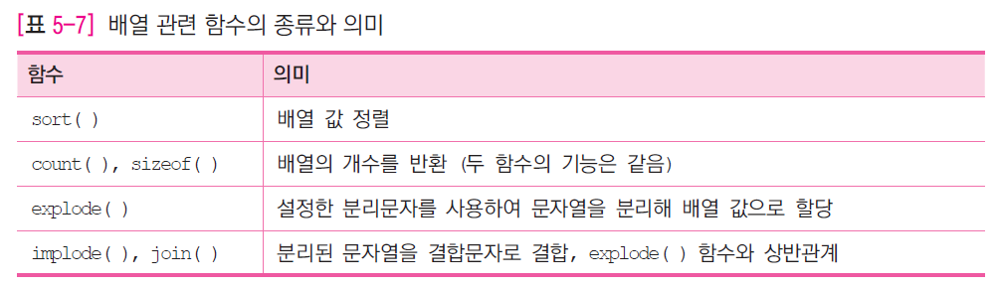 [표 5-7] 배열 관련 함수의 종류와 의미
함수 의미
sort( ) 배열 값 정렬
count( ), sizeof( ) 배열의 개수를 반환 (두 함수의 기능은 같음)
explode( ) 설정한 분리문자를 사용하여 문자열을 분리해 배열 값으로 할당
implode( ), join( ) 분리된 문자열을 결합문자로 결합, explode( ) 함수와 상반관계